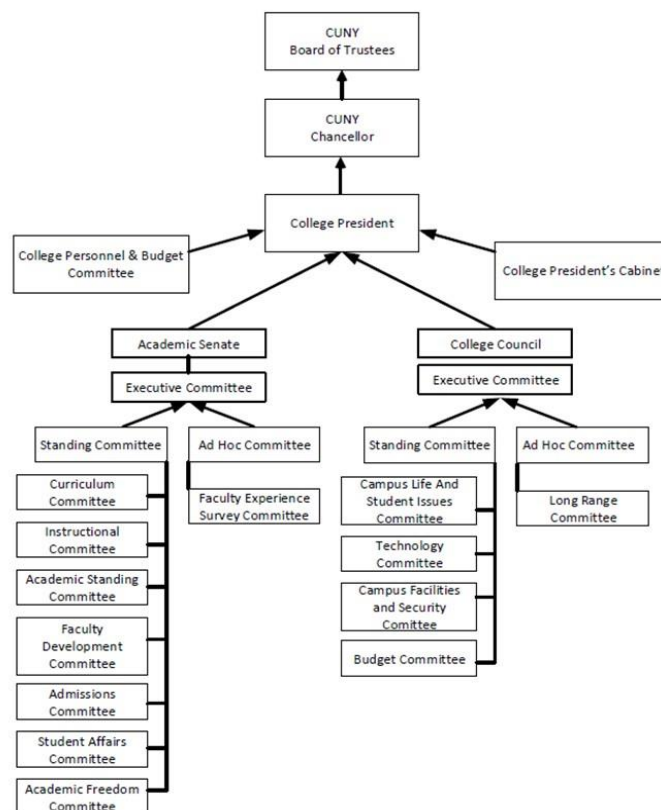 CUNY
Board of Trustees
CUNY
Chancellor
College President
College Personnel & Budget
Committee
College President's Cabinet
Academic Senate
College Council
Executive Committee
Executive Committee
Standing Committee
Ad Hoc Committee
Standing Committee
Ad Hoc Committee
Curriculum
Committee
Instructional
Committee
Academic Standing
Committee
Faculty
Development
Committee
Admissions
Committee
Student Affairs
Committee
Academic Freedom
Committee
Faculty Experience
Survey Committee
Campus Life And
Student Issues
Committee
Technology
Committee
Campus Facilities
and Security
Comittee
Budget Committee
Long Range
Committee